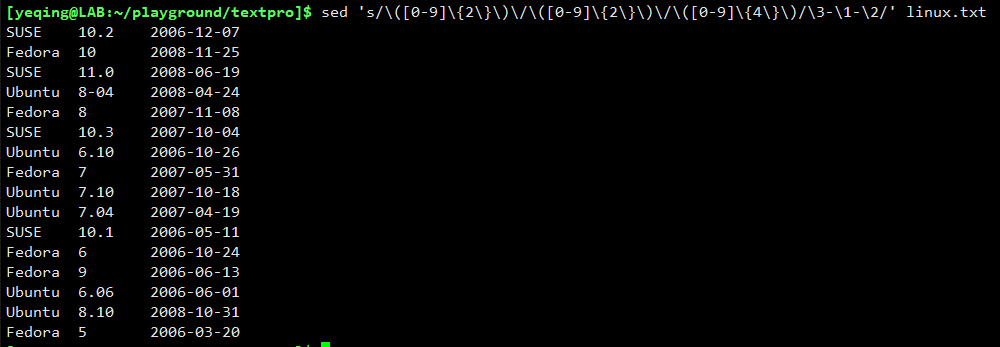 [yeqing@LAB:~/playground/textpro]$ sed 's/\([0-9]\{2\}\)\/\([0-9]\{2\}\)\/\([0-9]\{4\}\)/\3-\1-\2/' linux.txt
SUSE    10.2    2006-12-07
Fedora  10      2008-11-25
SUSE    11.0    2008-06-19
Ubuntu  8-04    2008-04-24
Fedora  8       2007-11-08
SUSE    10.3    2007-10-04
Ubuntu  6.10    2006-10-26
Fedora  7       2007-05-31
Ubuntu  7.10    2007-10-18
Ubuntu  7.04    2007-04-19
SUSE    10.1    2006-05-11
Fedora  6       2006-10-24
Fedora  9       2006-06-13
Ubuntu  6.06    2006-06-01
Ubuntu  8.10    2008-10-31
Fedora  5       2006-03-20